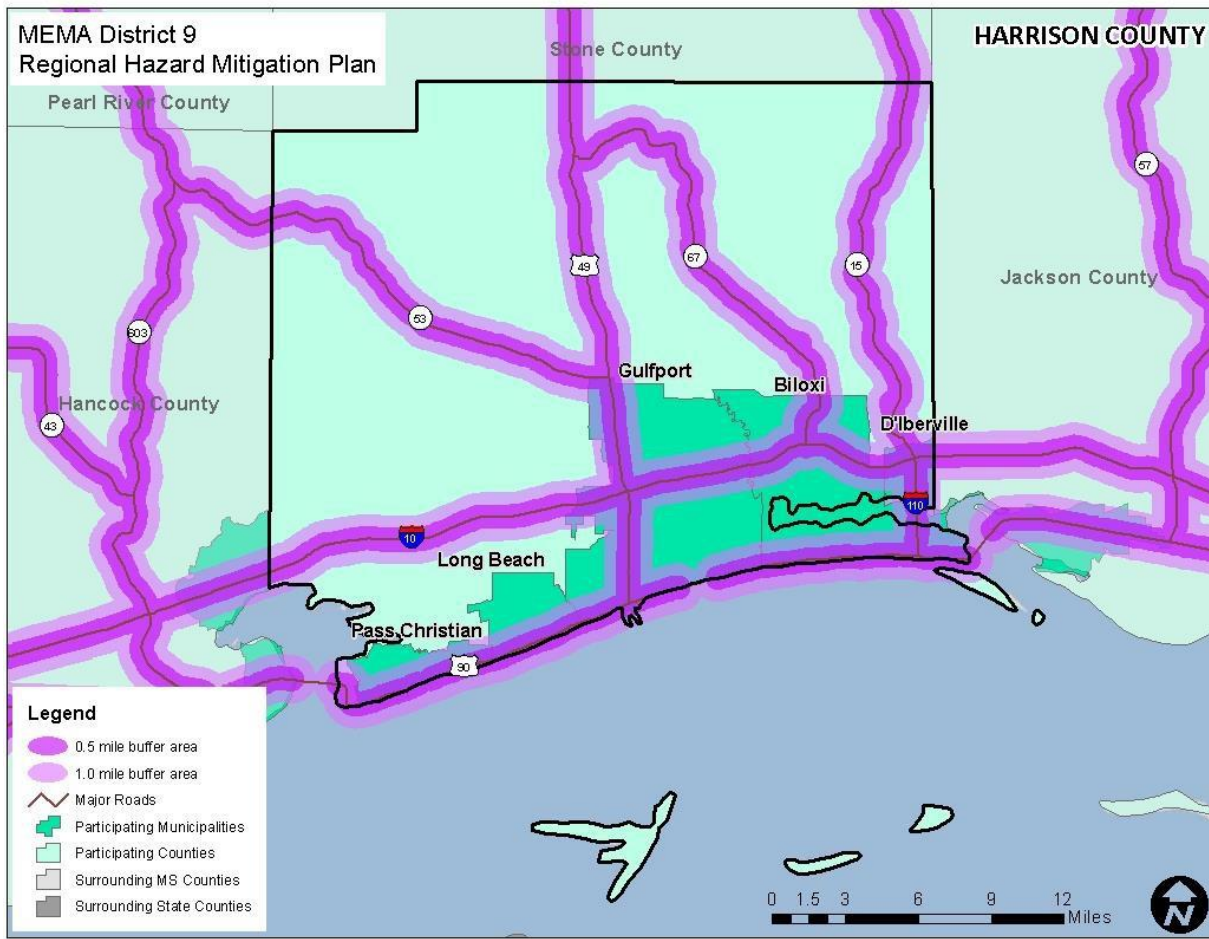 MEMA District 9
Regional Hazard Mitigation Plan
HARRISON COUNTY
Stone County
Pearl River County
57
49
67
15
Jackson County
53
603
Gulfport
Biloxi
Hancock County
43
D'Iberville
110
10
Long Beach
Pass Christian
90
Legend
0.5 mile buffer area
1.0 mile buffer area
Major Roads
Participating Municipalities
Participating Counties
Surrounding MS Counties
Surrounding State Counties
0 1.5 3 6 9 12
Miles
N